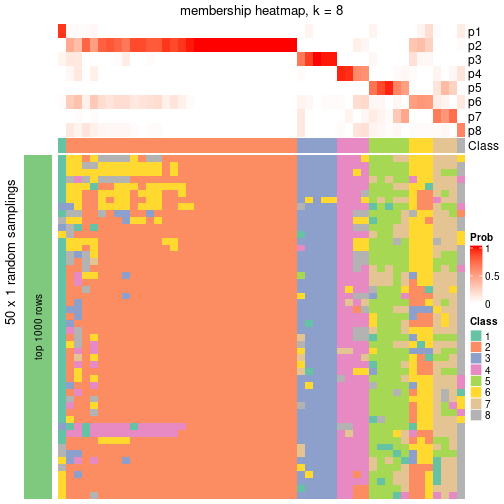 membership heatmap, k = 8
p1
p2
p3
p4
p5
p6
p7
p8
Class
50 x 1 random samplings
top 1000 rows
Prob
1
0.5
0
Class
1
2
3
4
5
6
7
8